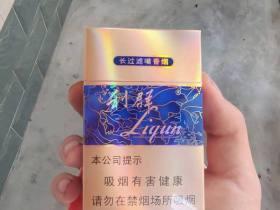 长过滤嘴香烟
利群
Liqun
本公司提示
吸烟有害健康
请勿在禁烟场所吸烟